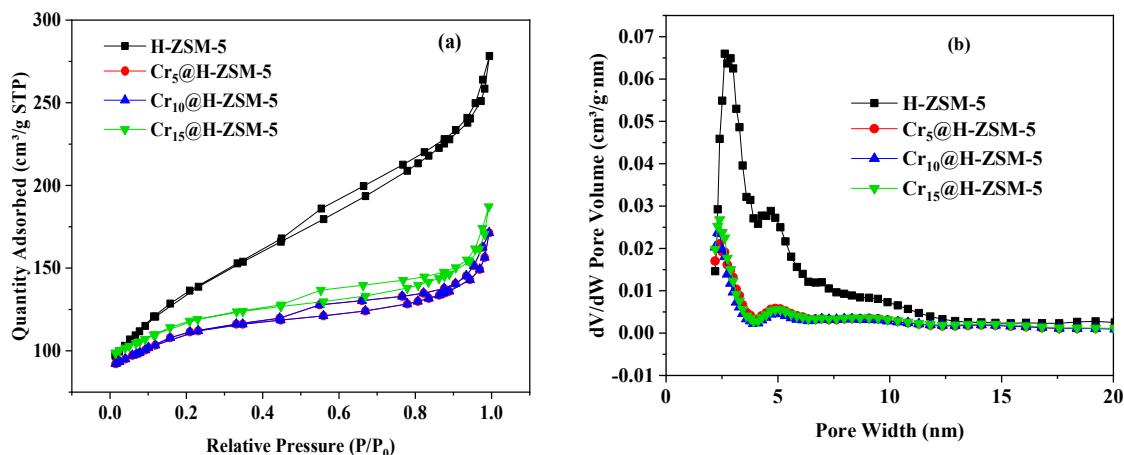 300
250
200
150
100
Quantity Adsorbed (cm³/g STP)
(a)
H-ZSM-5
Cr₅@H-ZSM-5
Cr₁₀@H-ZSM-5
Cr₁₅@H-ZSM-5
0.0 0.2 0.4 0.6 0.8 1.0
Relative Pressure (P/P₀)
0.07
0.06
0.05
0.04
0.03
0.02
0.01
0.00
-0.01
dV/dW Pore Volume (cm³/g·nm)
(b)
H-ZSM-5
Cr₅@H-ZSM-5
Cr₁₀@H-ZSM-5
Cr₁₅@H-ZSM-5
0 5 10 15 20
Pore Width (nm)